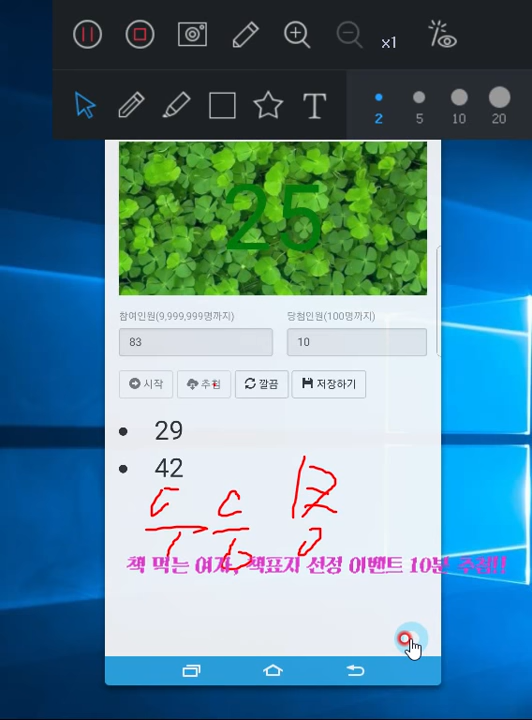 x1
2 5 10 20
25
참여인원(9,999,999명까지) 당첨인원(100명까지)
83 10
시작 추첨 깔끔 저장하기
29
42
책 먹는 여자, 책표지 선정 이벤트 10분 추첨!!